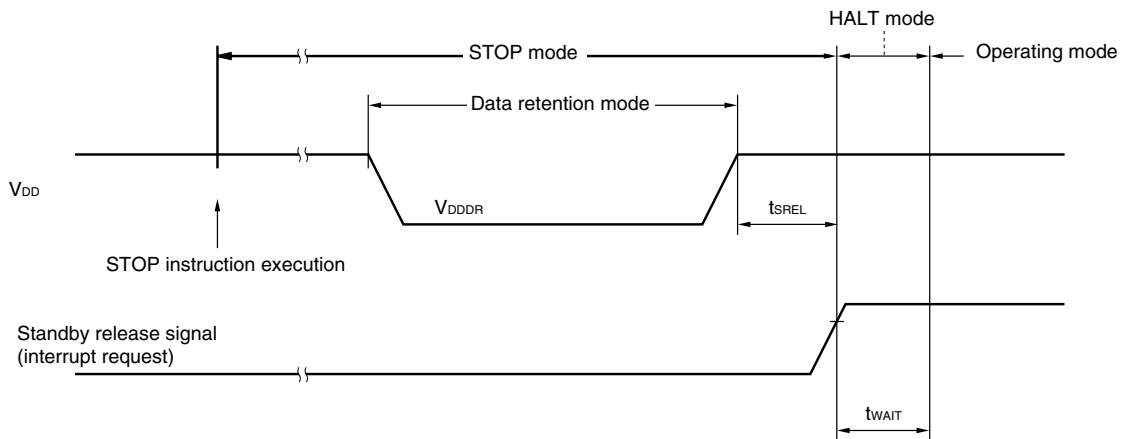 HALT mode
STOP mode
Operating mode
Data retention mode
VDD
VDDDR
tSREL
STOP instruction execution
Standby release signal
(interrupt request)
tWAIT